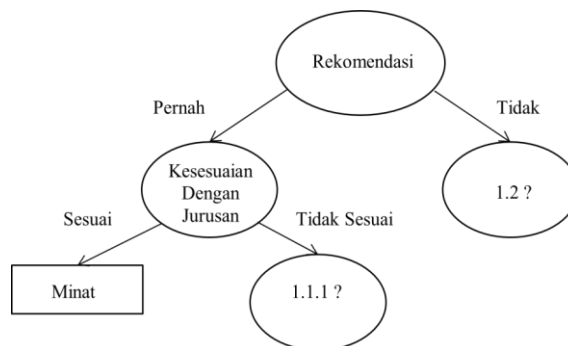 Rekomendasi
Pernah
Tidak
Kesesuaian
Dengan
Jurusan
1.2 ?
Sesuai
Tidak Sesuai
Minat
1.1.1 ?